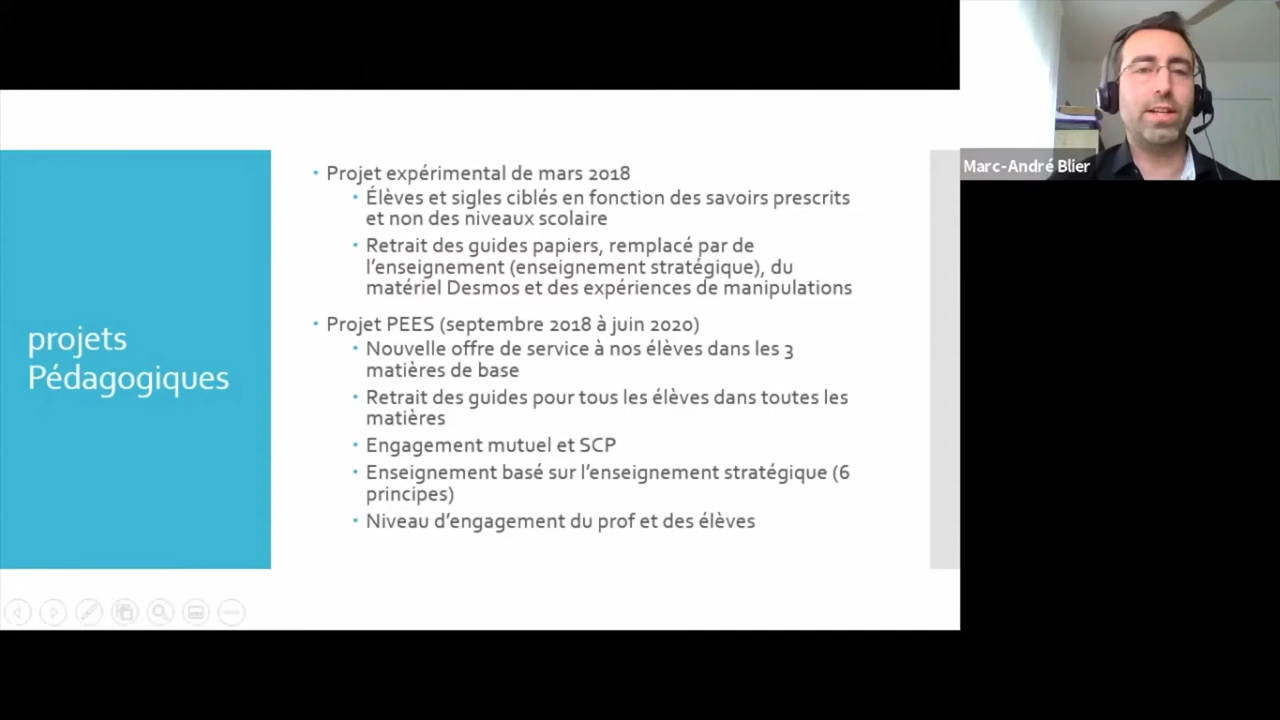 projets
Pédagogiques
• Projet expérimental de mars 2018
• Élèves et sigles ciblés en fonction des savoirs prescrits
et non des niveaux scolaire
• Retrait des guides papiers, remplacé par de
l'enseignement (enseignement stratégique), du
matériel Desmos et des expériences de manipulations
• Projet PEES (septembre 2018 à juin 2020)
• Nouvelle offre de service à nos élèves dans les 3
matières de base
• Retrait des guides pour tous les élèves dans toutes les
matières
• Engagement mutuel et SCP
• Enseignement basé sur l'enseignement stratégique (6
principes)
• Niveau d'engagement du prof et des élèves
Marc-André Blier